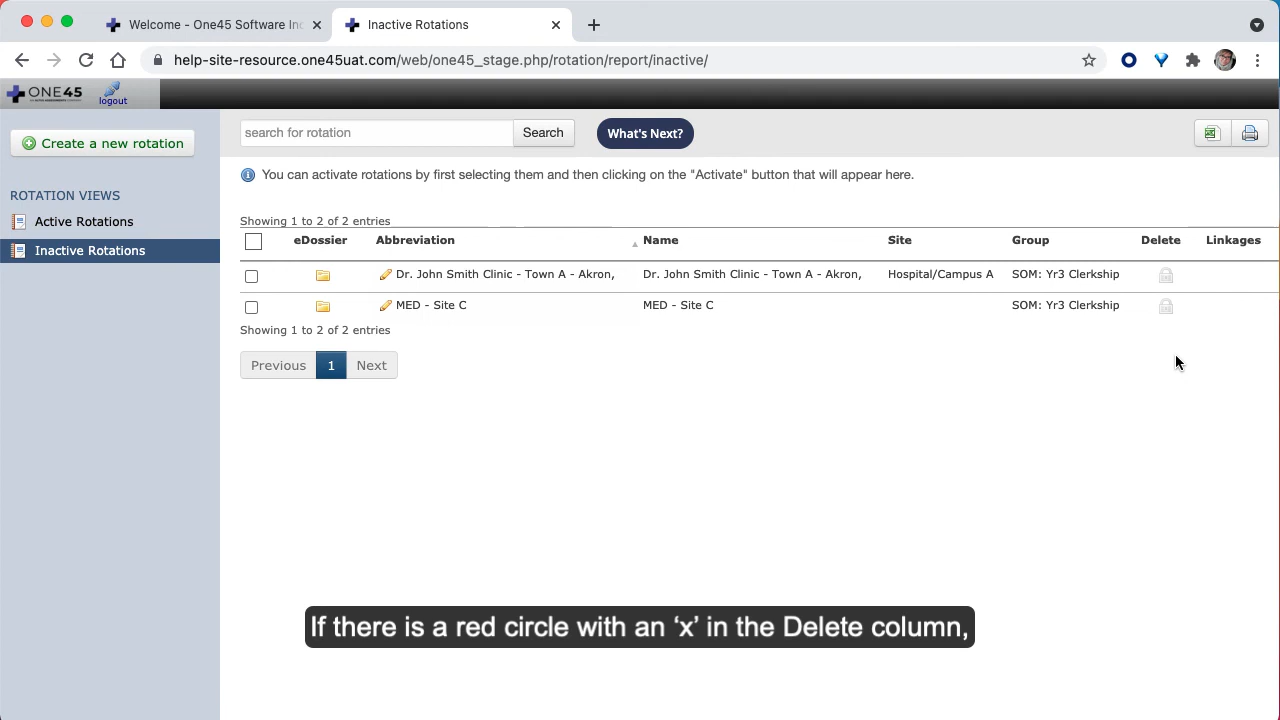 Welcome - One45 Software Inc
Inactive Rotations
help-site-resource.one45uat.com/web/one45_stage.php/rotation/report/inactive/
ONE45
logout
Create a new rotation
ROTATION VIEWS
Active Rotations
Inactive Rotations
search for rotation
Search
What's Next?
You can activate rotations by first selecting them and then clicking on the "Activate" button that will appear here.
Showing 1 to 2 of 2 entries
eDossier Abbreviation Name Site Group Delete Linkages
Dr. John Smith Clinic - Town A - Akron, Dr. John Smith Clinic - Town A - Akron, Hospital/Campus A SOM: Yr3 Clerkship
MED - Site C MED - Site C SOM: Yr3 Clerkship
Showing 1 to 2 of 2 entries
Previous 1 Next
If there is a red circle with an ‘x’ in the Delete column,